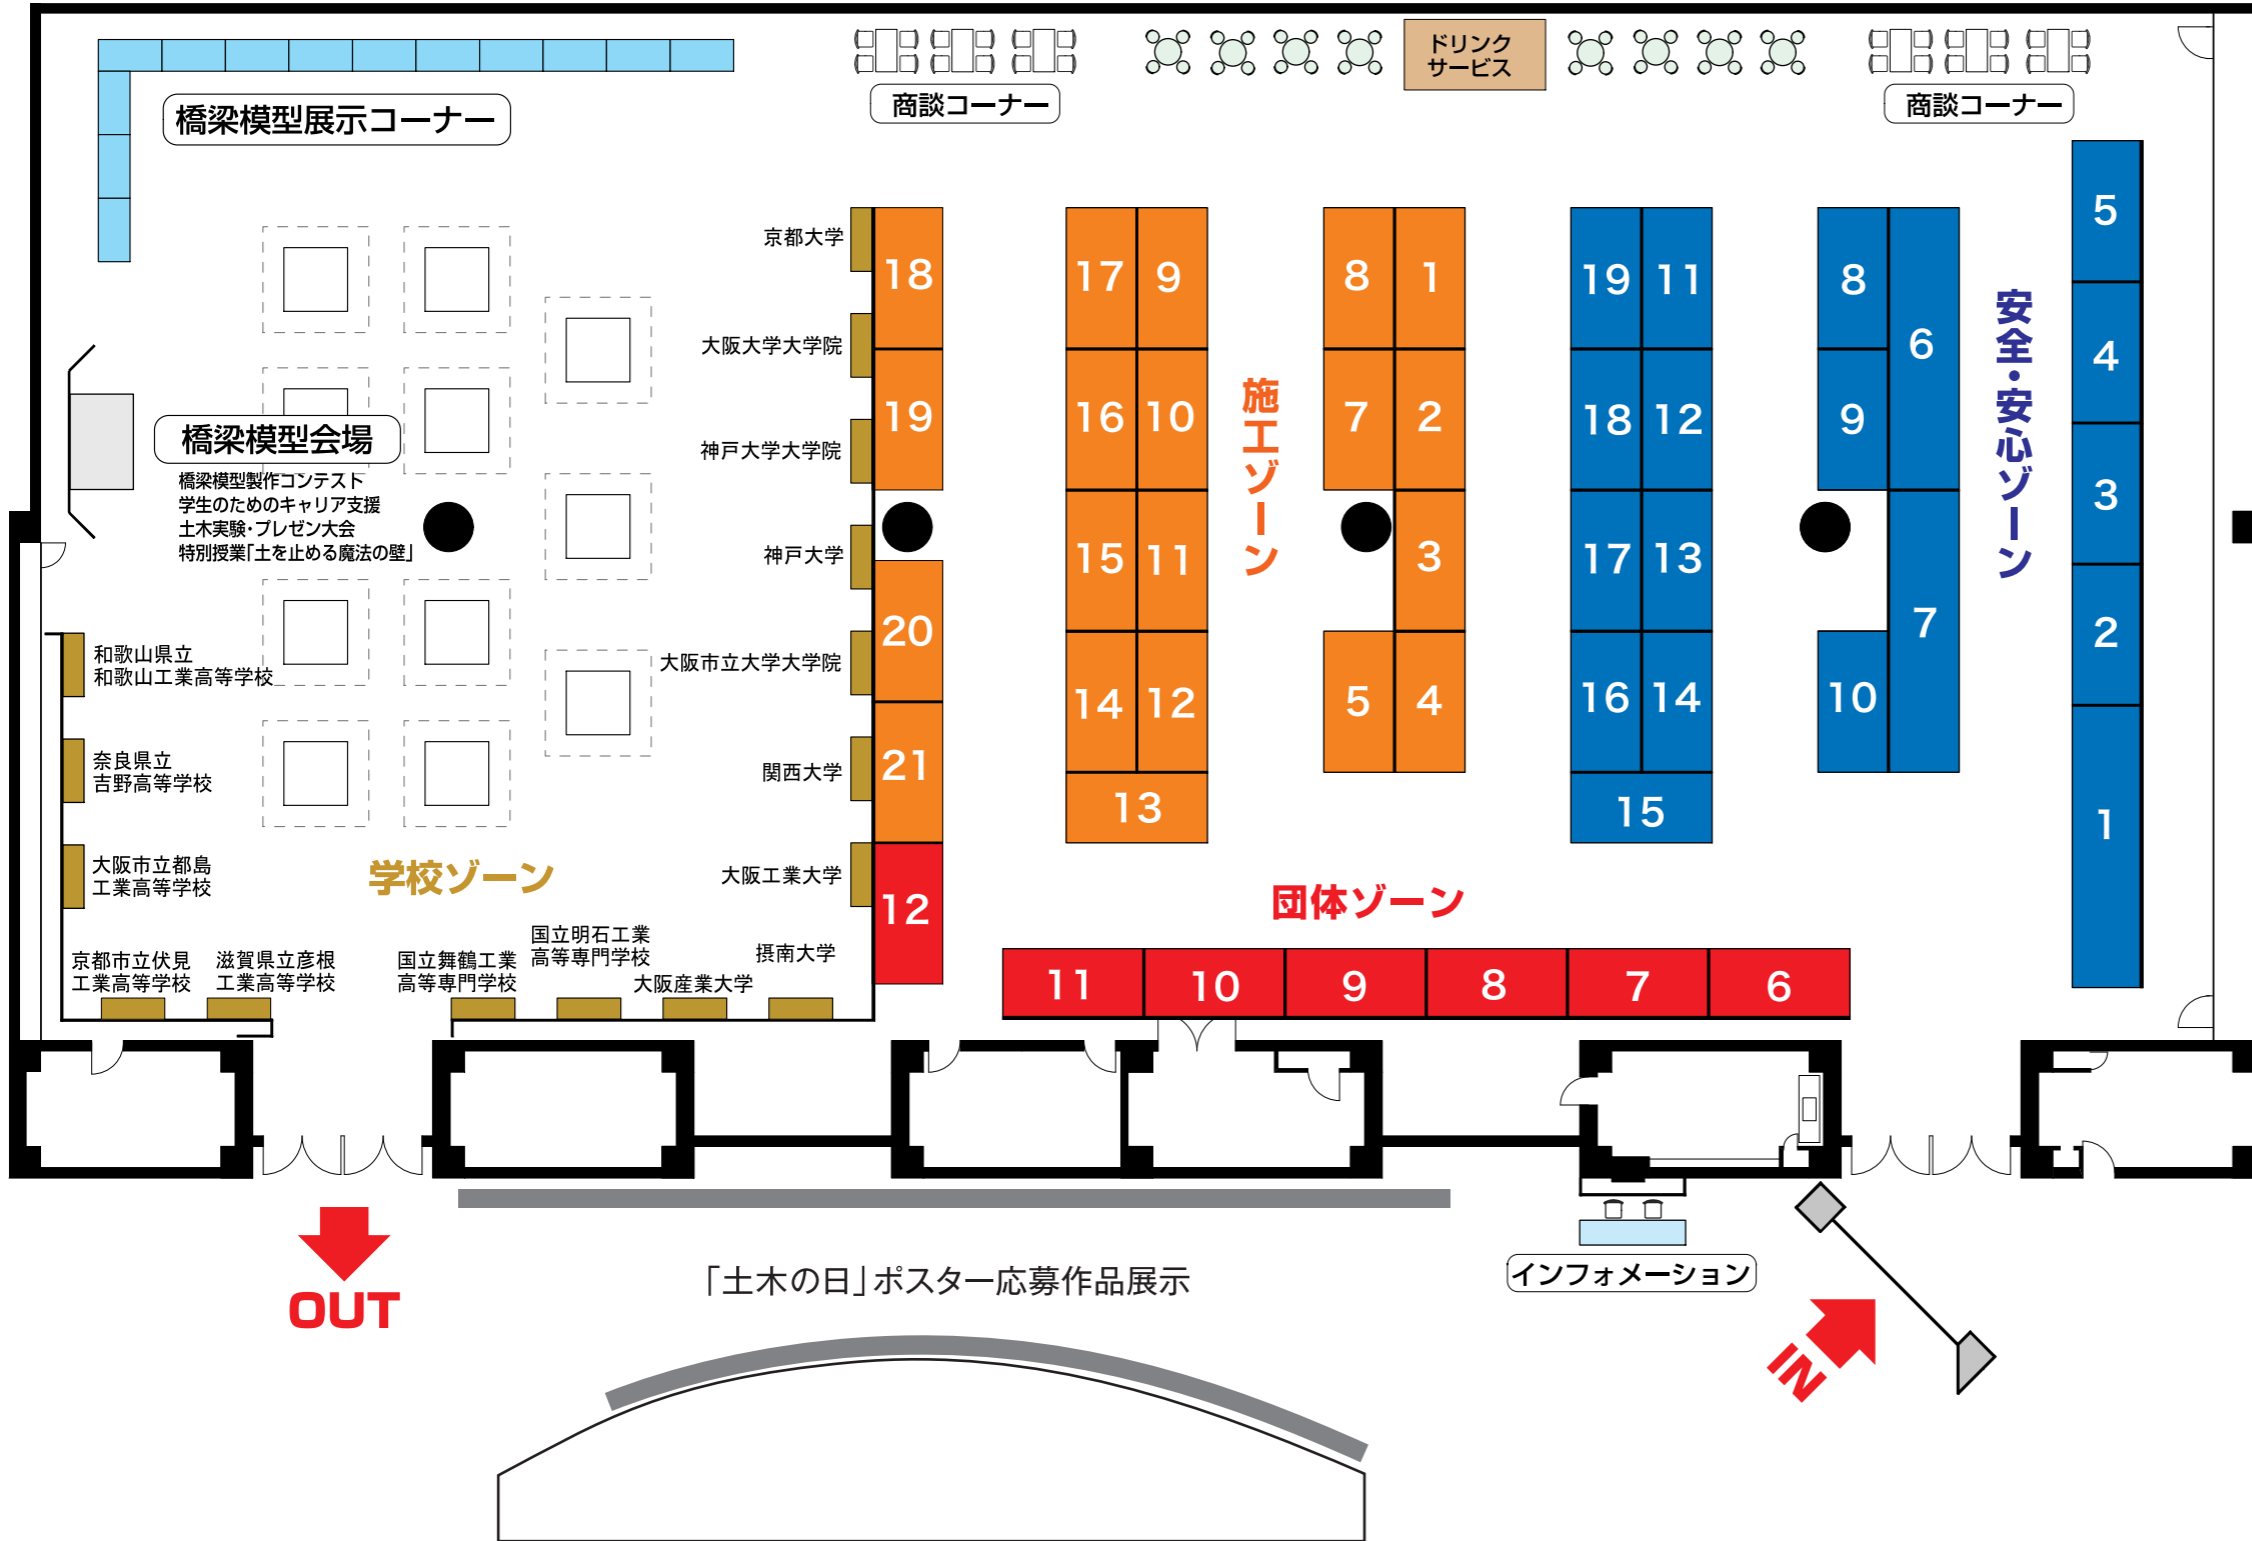 ドリンク
サービス
橋梁模型展示コーナー
商談コーナー
商談コーナー
京都大学
大阪大学大学院
神戸大学大学院
神戸大学
大阪市立大学大学院
関西大学
大阪工業大学
摂南大学
18
19
20
21
12
17
9
16
10
15
11
14
12
13
施工ゾーン
8
1
7
2
3
5
4
19
11
18
12
17
13
16
14
15
8
6
9
7
10
安全・安心ゾーン
5
4
3
2
1
橋梁模型会場
橋梁模型製作コンテスト
学生のためのキャリア支援
土木実験・プレゼン大会
特別授業「土を止める魔法の壁」
和歌山県立
和歌山工業高等学校
奈良県立
吉野高等学校
大阪市立都島
工業高等学校
学校ゾーン
京都市立伏見
工業高等学校
滋賀県立彦根
工業高等学校
国立舞鶴工業
高等専門学校
国立明石工業
高等専門学校
大阪産業大学
団体ゾーン
11
10
9
8
7
6
OUT
「土木の日」ポスター応募作品展示
インフォメーション
IN